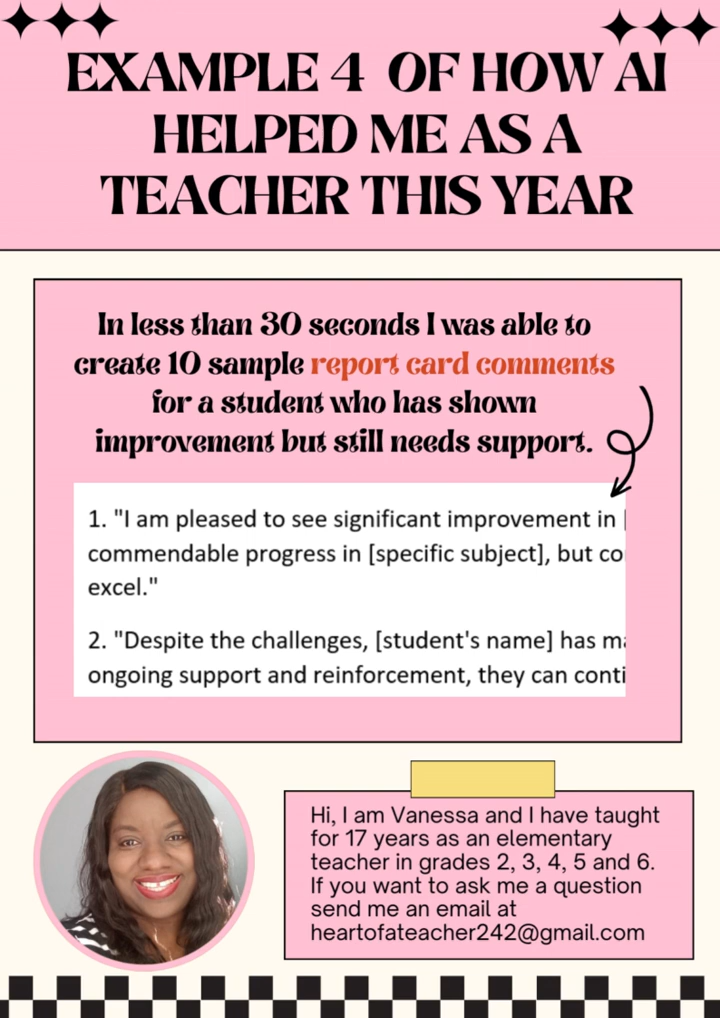 EXAMPLE 4 OF HOW AI
HELPED ME AS A
TEACHER THIS YEAR
In less than 30 seconds I was able to
create 10 sample report card comments
for a student who has shown
improvement but still needs support.
1. "I am pleased to see significant improvement in
commendable progress in [specific subject], but co
excel."
2. "Despite the challenges, [student's name] has ma
ongoing support and reinforcement, they can conti
Hi, I am Vanessa and I have taught
for 17 years as an elementary
teacher in grades 2, 3, 4, 5 and 6.
If you want to ask me a question
send me an email at
heartofateacher242@gmail.com